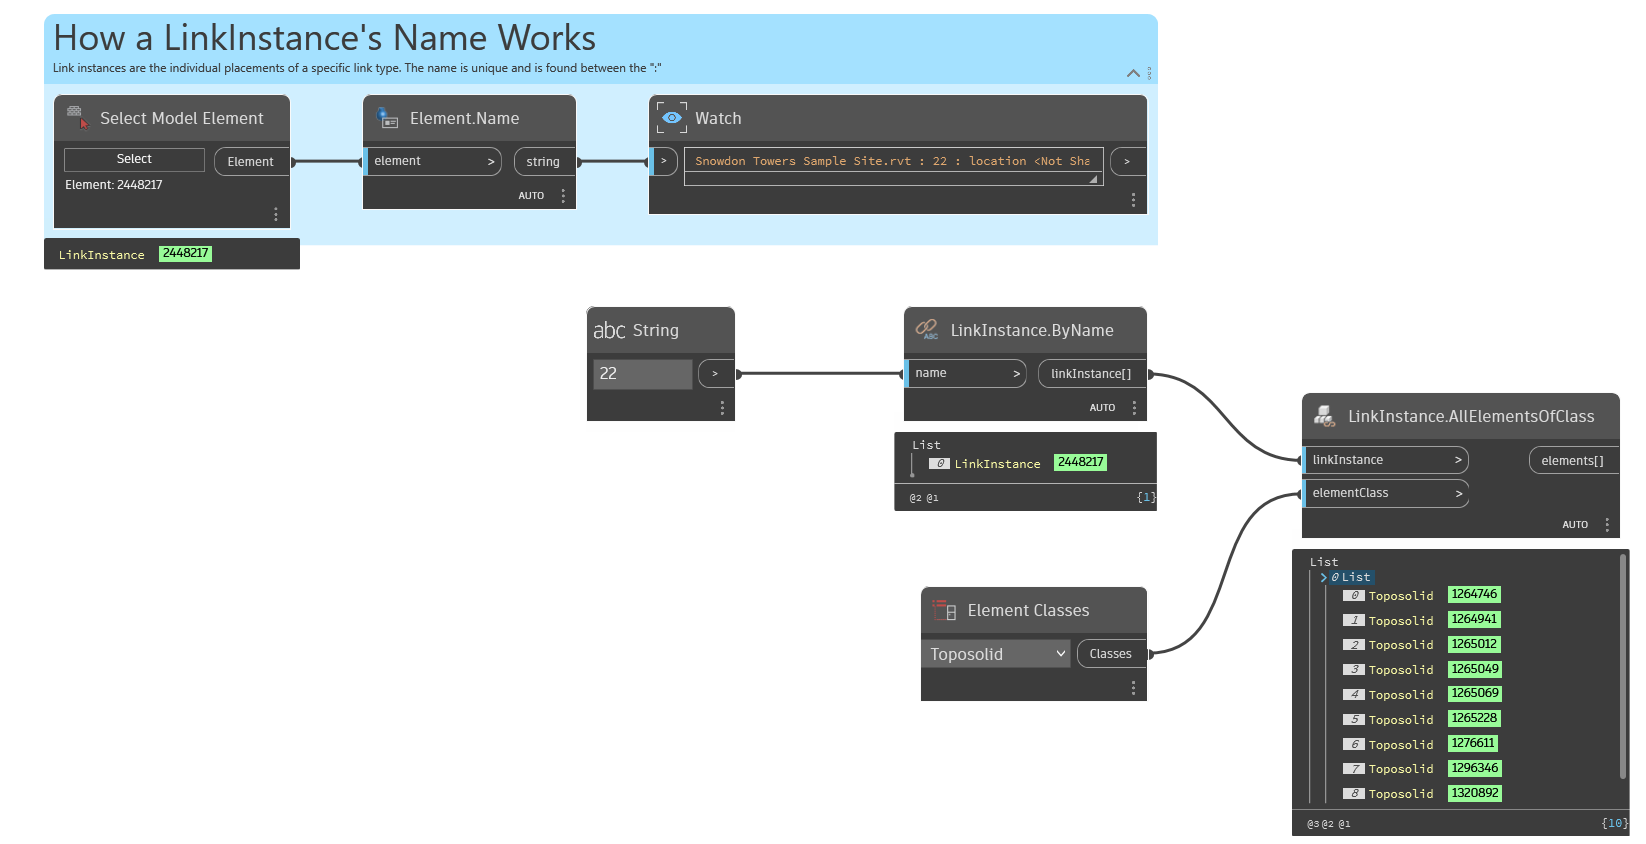 How a LinkInstance's Name Works
Link instances are the individual placements of a specific link type. The name is unique and is found between the ":"
Select Model Element
Select
Element
Element: 2448217
LinkInstance 2448217
Element.Name
element >
string
AUTO
Watch
>
Snowdon Towers Sample Site.rvt : 22 : location <Not Sha
>
abc String
22
>
LinkInstance.ByName
ABC
name >
linkInstance[]
AUTO
List
0 LinkInstance 2448217
@2 @1 {1}
Element Classes
Toposolid
Classes
LinkInstance.AllElementsOfClass
linkInstance >
elements[]
elementClass >
AUTO
List
0 List
0 Toposolid 1264746
1 Toposolid 1264941
2 Toposolid 1265012
3 Toposolid 1265049
4 Toposolid 1265069
5 Toposolid 1265228
6 Toposolid 1276611
7 Toposolid 1296346
8 Toposolid 1320892
@3 @2 @1 {10}